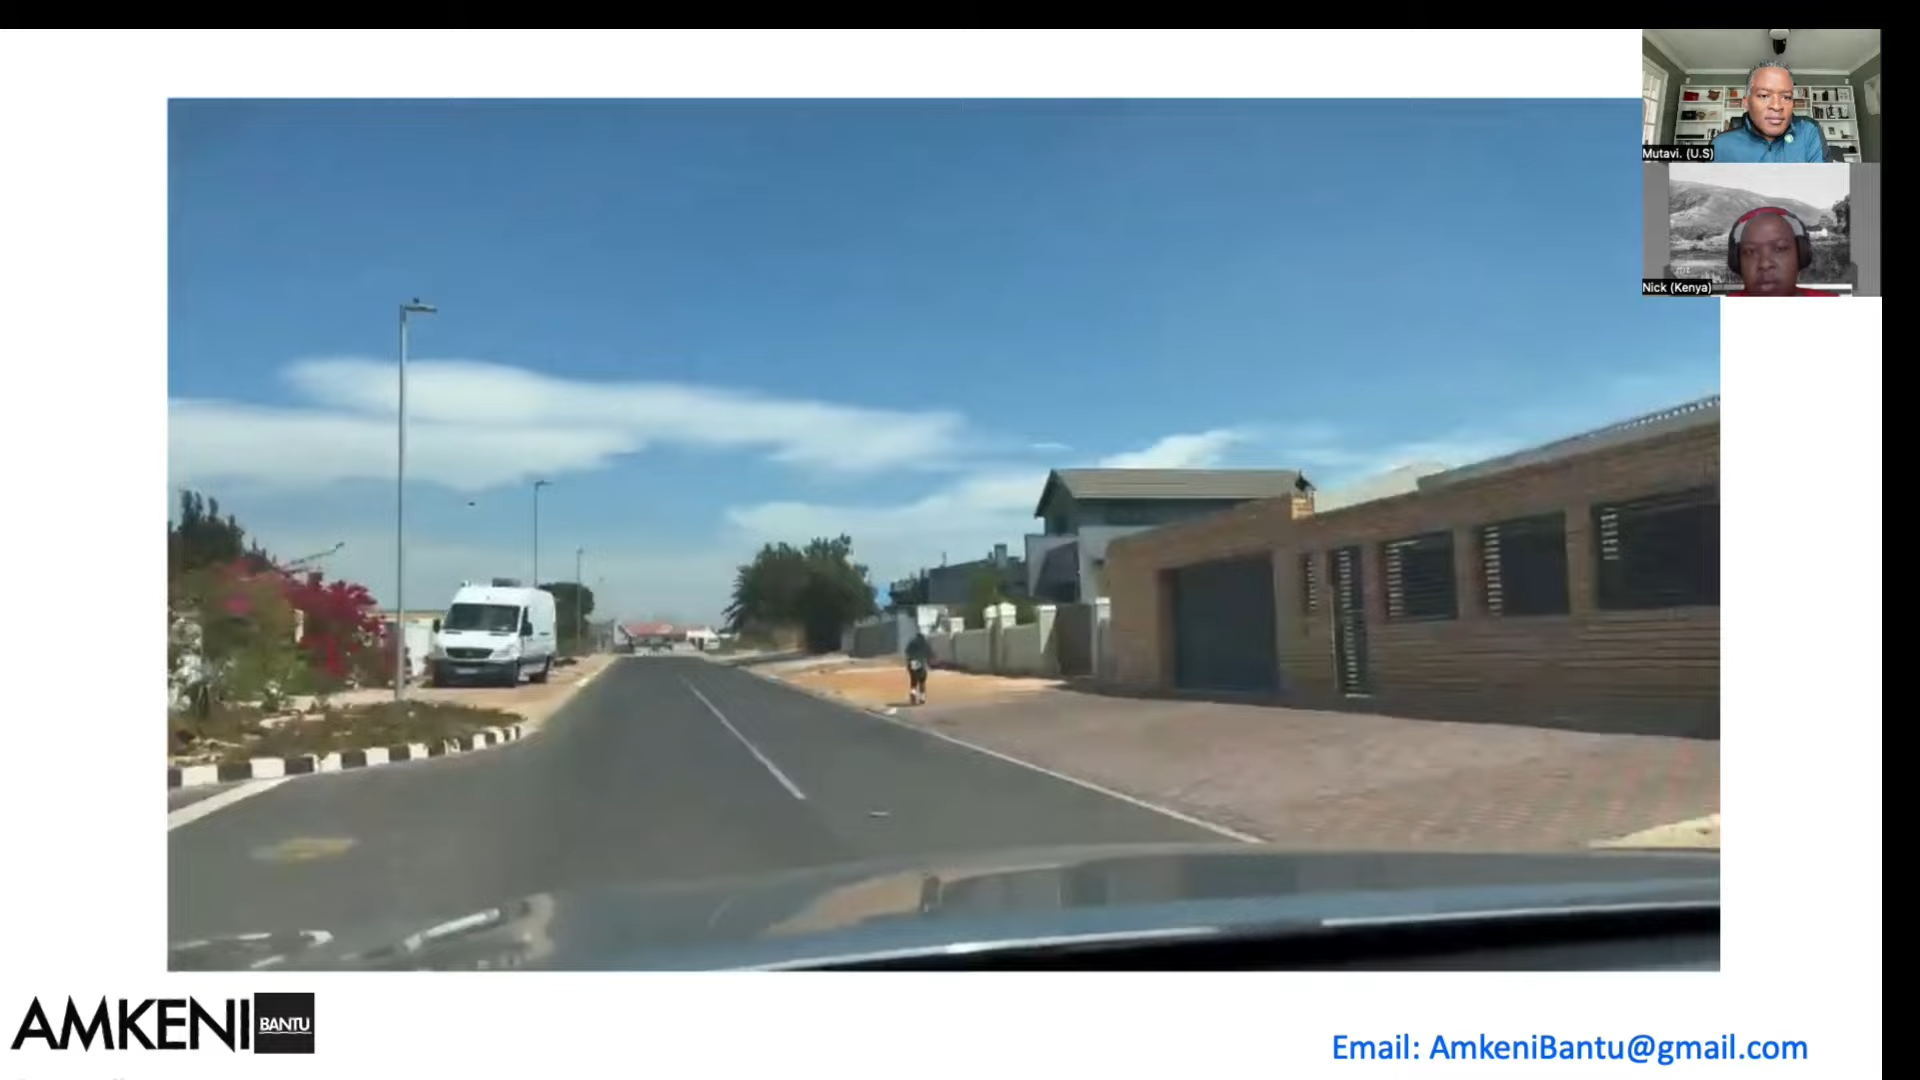 Mutavi. (U.S)
Nick (Kenya)
AMKENI BANTU
Email: AmkeniBantu@gmail.com